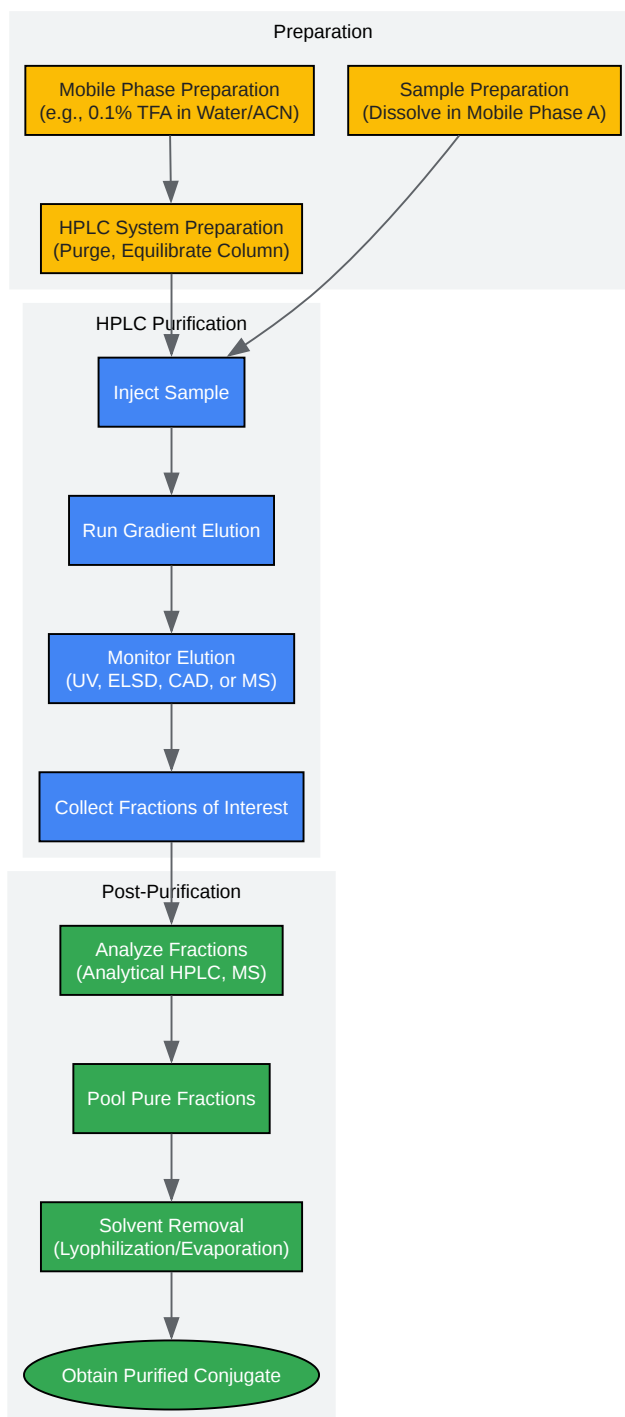 Preparation
Mobile Phase Preparation
(e.g., 0.1% TFA in Water/ACN)
Sample Preparation
(Dissolve in Mobile Phase A)
HPLC System Preparation
(Purge, Equilibrate Column)
HPLC Purification
Inject Sample
Run Gradient Elution
Monitor Elution
(UV, ELSD, CAD, or MS)
Collect Fractions of Interest
Post-Purification
Analyze Fractions
(Analytical HPLC, MS)
Pool Pure Fractions
Solvent Removal
(Lyophilization/Evaporation)
Obtain Purified Conjugate